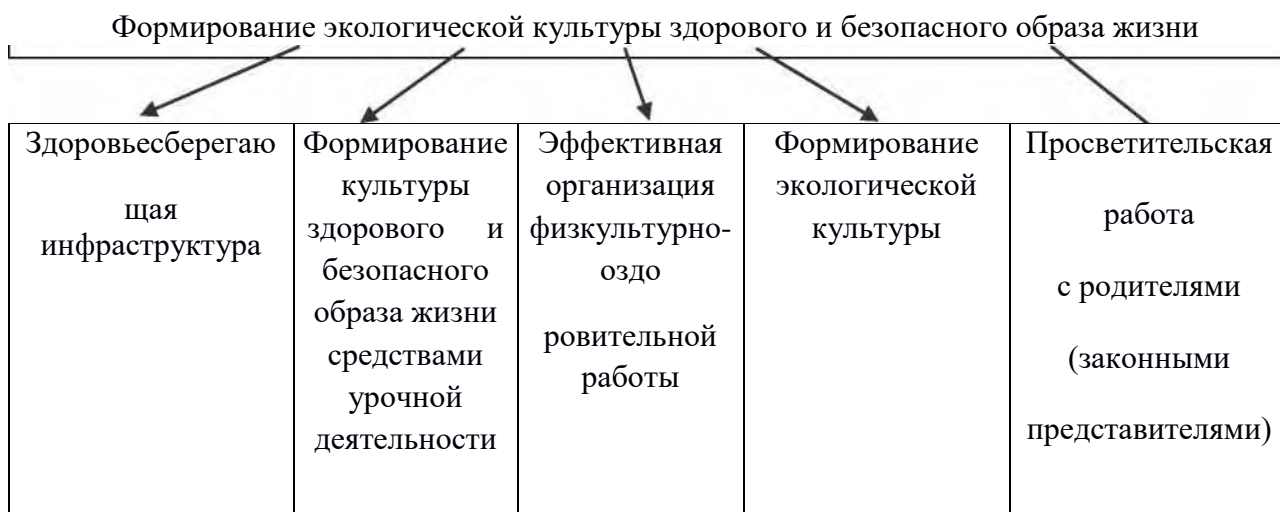 Формирование экологической культуры здорового и безопасного образа жизни
Здоровьесберегаю
щая
инфраструктура
Формирование
культуры
здорового и
безопасного
образа жизни
средствами
урочной
деятельности
Эффективная
организация
физкультурно-
оздо
ровительной
работы
Формирование
экологической
культуры
Просветительская
работа
с родителями
(законными
представителями)